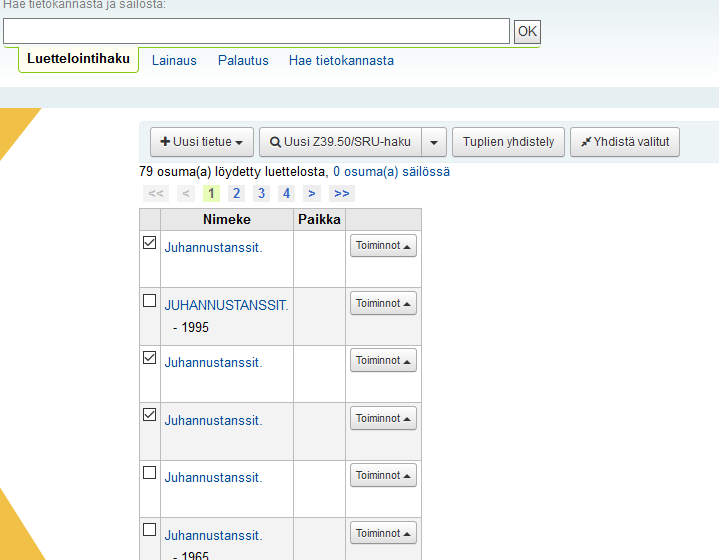 Hae tietokannasta ja säilöstä:
OK
Luettelointihaku Lainaus Palautus Hae tietokannasta
Uusi tietue Uusi Z39.50/SRU-haku Tuplien yhdistely Yhdistä valitut
79 osuma(a) löydetty luettelosta, 0 osuma(a) säilössä
<< < 1 2 3 4 > >>
Nimeke Paikka
Juhannustanssit. Toiminnot
JUHANNUSTANSSIT. Toiminnot
- 1995
Juhannustanssit. Toiminnot
Juhannustanssit. Toiminnot
Juhannustanssit. Toiminnot
Juhannustanssit. Toiminnot
- 1965